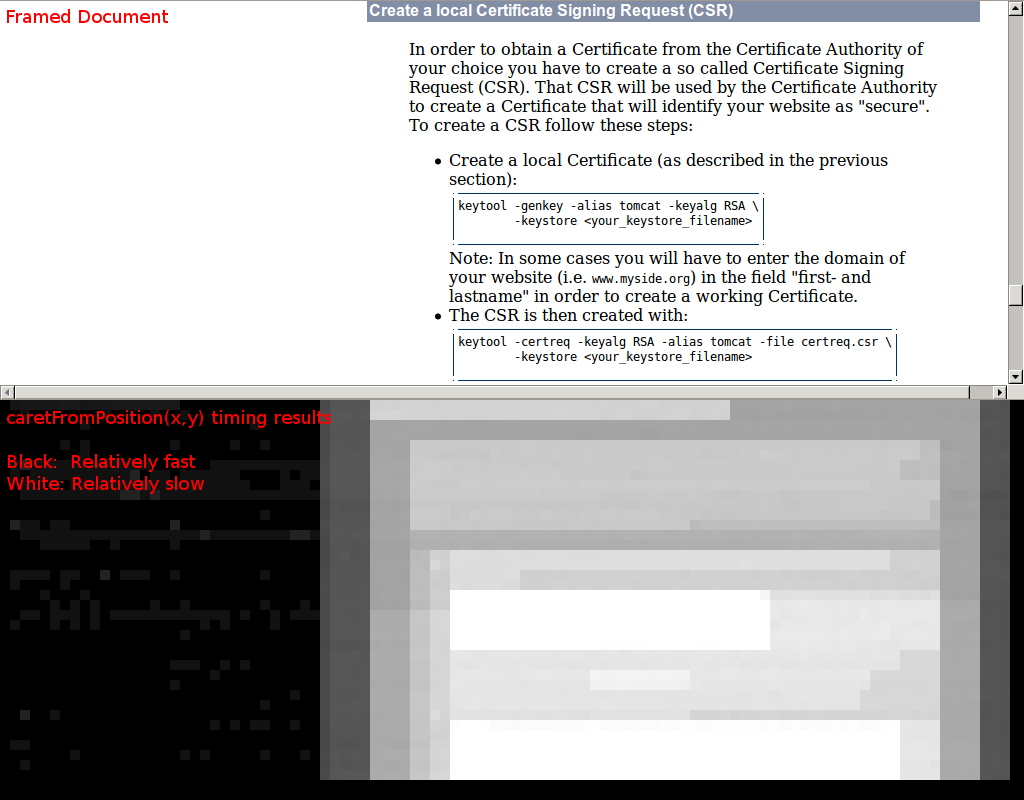 Framed Document
Create a local Certificate Signing Request (CSR)
In order to obtain a Certificate from the Certificate Authority of
your choice you have to create a so called Certificate Signing
Request (CSR). That CSR will be used by the Certificate Authority
to create a Certificate that will identify your website as "secure".
To create a CSR follow these steps:
• Create a local Certificate (as described in the previous
section):
keytool -genkey -alias tomcat -keyalg RSA \
-keystore <your_keystore_filename>
Note: In some cases you will have to enter the domain of
your website (i.e. www.myside.org) in the field "first- and
lastname" in order to create a working Certificate.
• The CSR is then created with:
keytool -certreq -keyalg RSA -alias tomcat -file certreq.csr \
-keystore <your_keystore_filename>
caretFromPosition(x,y) timing results
Black: Relatively fast
White: Relatively slow